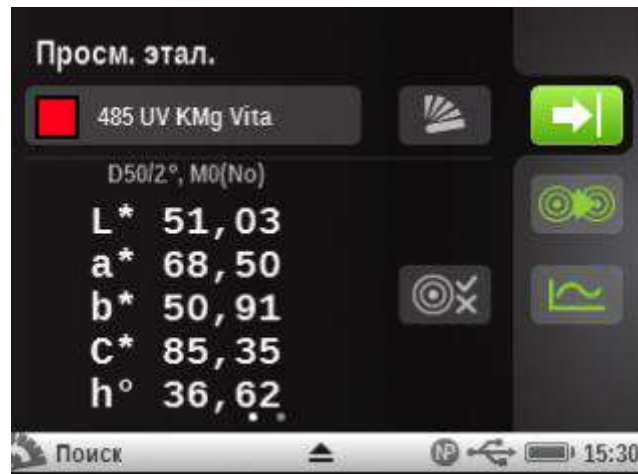 Просм. этал.
485 UV KMg Vita
D50/2°, M0(No)
L* 51,03
a* 68,50
b* 50,91
C* 85,35
h° 36,62
Поиск
NP
15:30